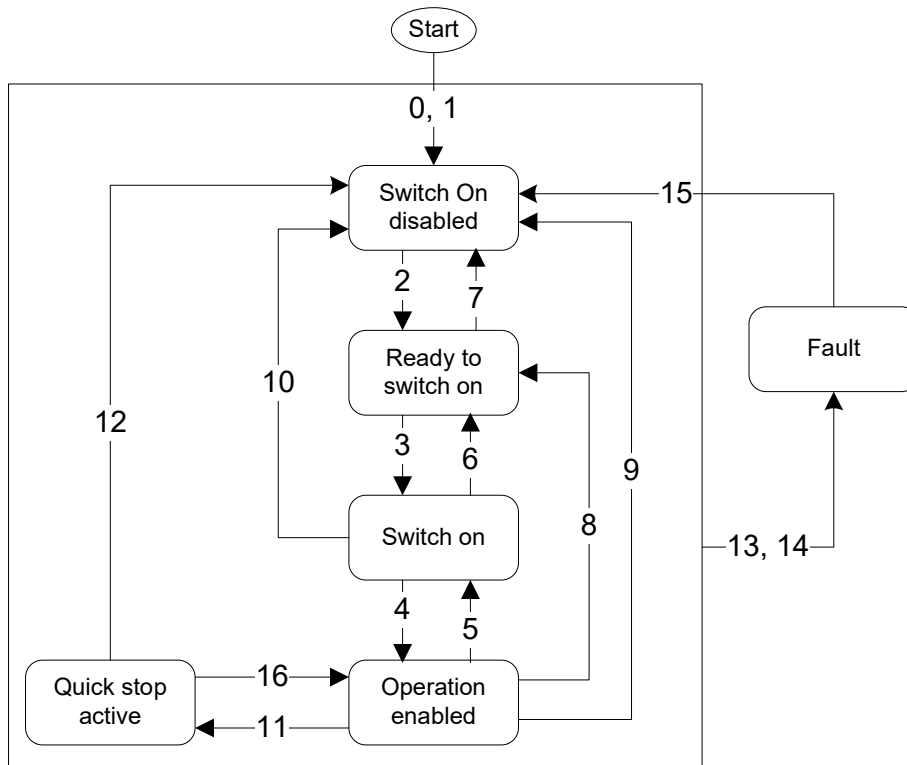 Start
0, 1
Switch On
disabled
15
2
7
Ready to
switch on
Fault
10
12
3
6
9
8
Switch on
13, 14
4
5
Quick stop
active
16
11
Operation
enabled